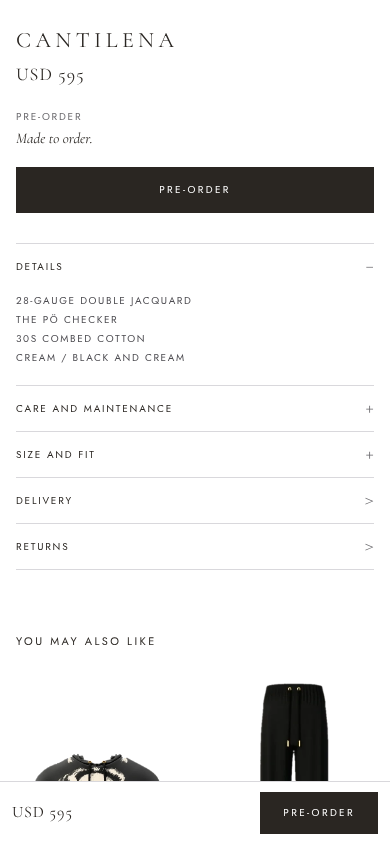 CANTILENA
USD 595
PRE-ORDER
Made to order.
PRE-ORDER
DETAILS −
28-GAUGE DOUBLE JACQUARD
THE PÖ CHECKER
30S COMBED COTTON
CREAM / BLACK AND CREAM
CARE AND MAINTENANCE +
SIZE AND FIT +
DELIVERY >
RETURNS >
YOU MAY ALSO LIKE
USD 595 PRE-ORDER